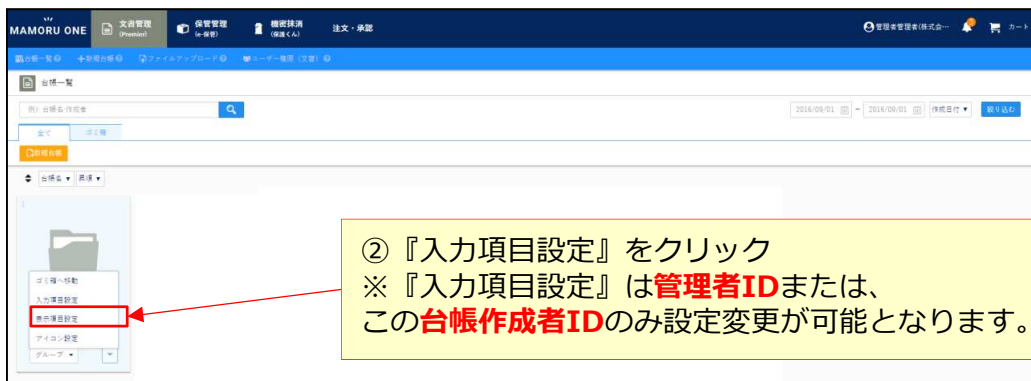 MAMORU ONE
文書管理
(Premier)
保管管理
(e-保管)
機密抹消
(保護くん)
注文・承認
管理者管理者(株式会…
カート
台帳一覧
+新規台帳
ファイルアップロード
ユーザー権限 (文書)
台帳一覧
例) 台帳名 作成者
2016/09/01 - 2016/09/01 作成日付 ▼ 絞り込む
全て ゴミ箱
新規台帳
台帳名 ▼ 昇順 ▼
ゴミ箱へ移動
入力項目設定
表示項目設定
アイコン設定
グループ ▼
②『入力項目設定』をクリック
※『入力項目設定』は管理者IDまたは、
この台帳作成者IDのみ設定変更が可能となります。